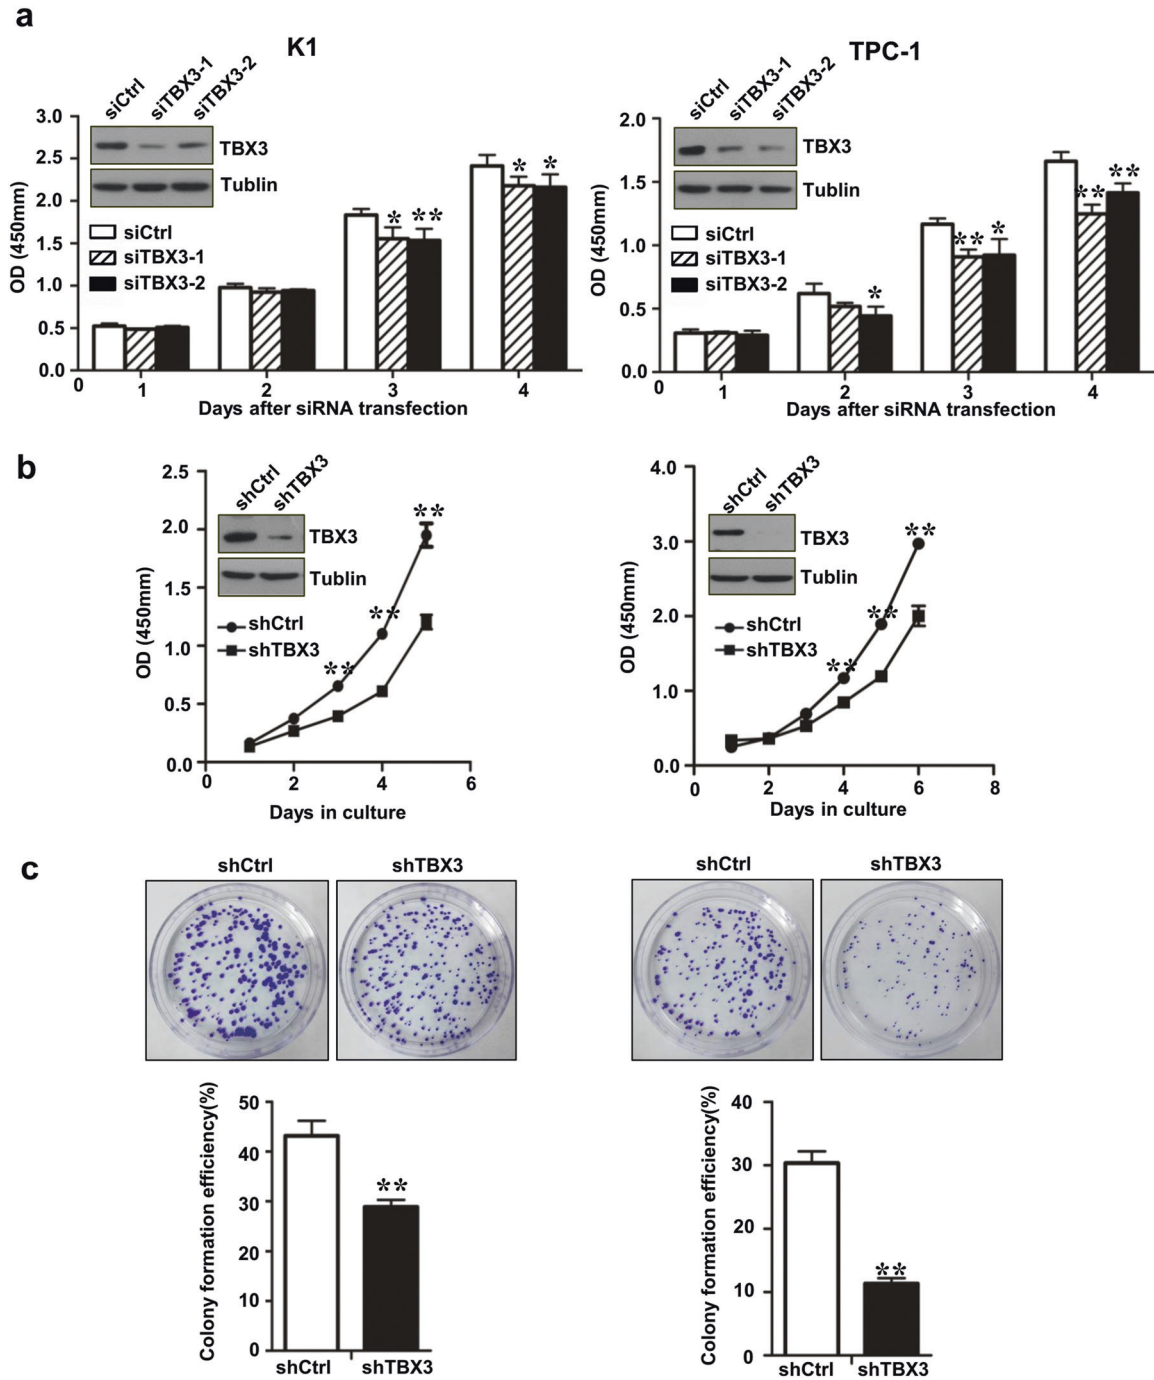 a
K1
siCtrl
siTBX3-1
siTBX3-2
3.0
2.5
2.0
1.5
1.0
0.5
0.0
OD (450mm)
TBX3
Tublin
siCtrl
siTBX3-1
siTBX3-2
* **
* *
0 1 2 3 4
Days after siRNA transfection
TPC-1
siCtrl
siTBX3-1
siTBX3-2
2.0
1.5
1.0
0.5
0.0
OD (450mm)
TBX3
Tublin
siCtrl
siTBX3-1
siTBX3-2
*
** *
** **
0 1 2 3 4
Days after siRNA transfection
b
shCtrl
shTBX3
2.5
2.0
1.5
1.0
0.5
0.0
OD (450mm)
TBX3
Tublin
shCtrl
shTBX3
**
**
**
0 2 4 6
Days in culture
shCtrl
shTBX3
4.0
3.0
2.0
1.0
0.0
OD (450mm)
TBX3
Tublin
shCtrl
shTBX3
**
**
**
0 2 4 6 8
Days in culture
c
shCtrl shTBX3
50
40
30
20
10
0
Colony formation efficiency(%)
**
shCtrl shTBX3
shCtrl shTBX3
40
30
20
10
0
Colony formation efficiency(%)
**
shCtrl shTBX3